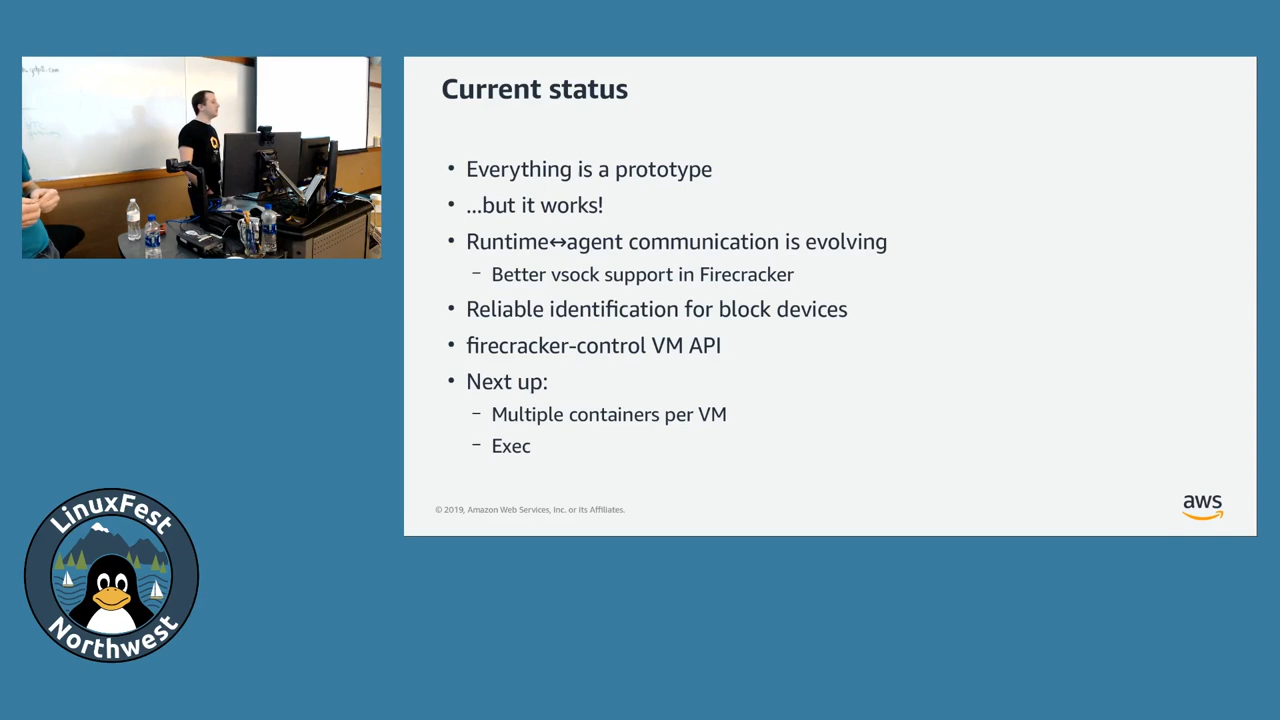 Current status
• Everything is a prototype
• ...but it works!
• Runtime↔agent communication is evolving
– Better vsock support in Firecracker
• Reliable identification for block devices
• firecracker-control VM API
• Next up:
– Multiple containers per VM
– Exec
© 2019, Amazon Web Services, Inc. or its Affiliates.
aws
LinuxFest
Northwest